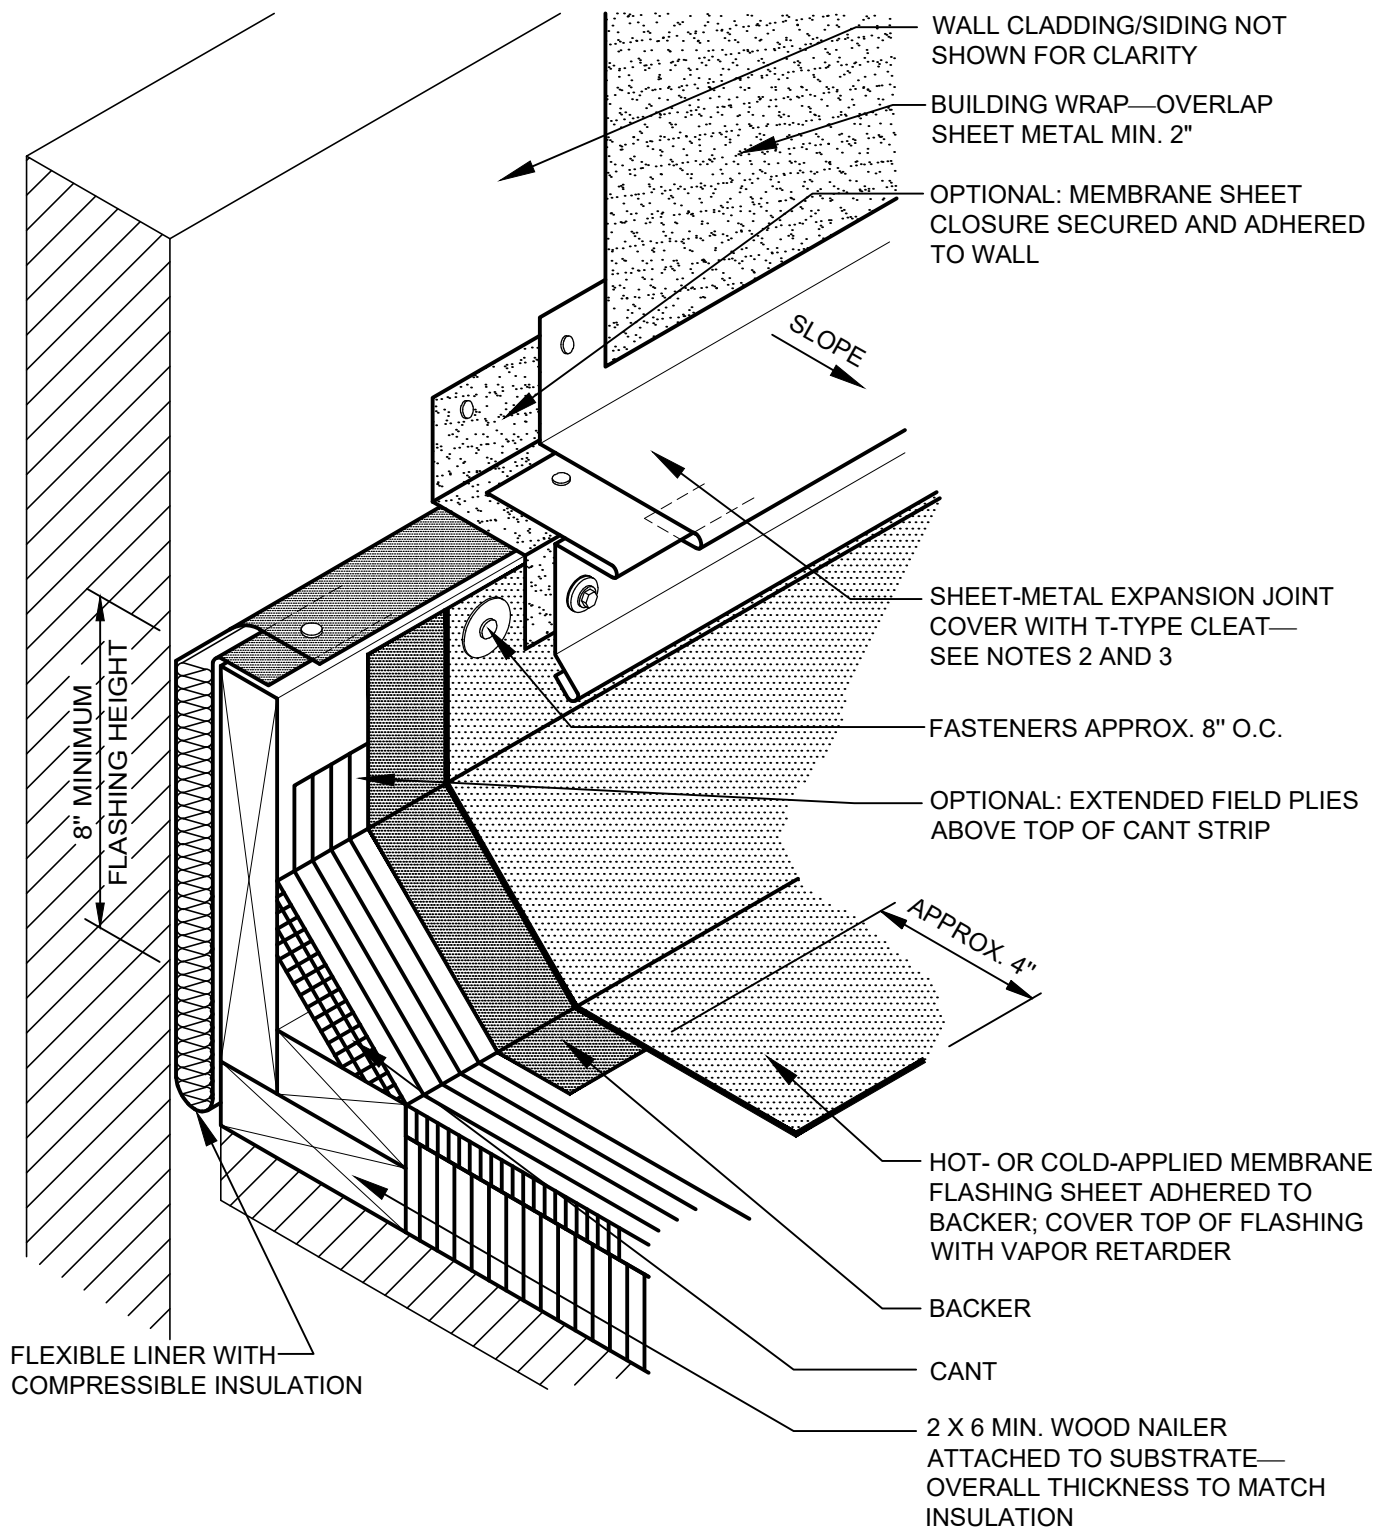 WALL CLADDING/SIDING NOT
SHOWN FOR CLARITY
BUILDING WRAP—OVERLAP
SHEET METAL MIN. 2"
OPTIONAL: MEMBRANE SHEET
CLOSURE SECURED AND ADHERED
TO WALL
SLOPE
SHEET-METAL EXPANSION JOINT
COVER WITH T-TYPE CLEAT—
SEE NOTES 2 AND 3
8" MINIMUM
FLASHING HEIGHT
FASTENERS APPROX. 8" O.C.
OPTIONAL: EXTENDED FIELD PLIES
ABOVE TOP OF CANT STRIP
APPROX. 4"
HOT- OR COLD-APPLIED MEMBRANE
FLASHING SHEET ADHERED TO
BACKER; COVER TOP OF FLASHING
WITH VAPOR RETARDER
BACKER
FLEXIBLE LINER WITH
COMPRESSIBLE INSULATION
CANT
2 X 6 MIN. WOOD NAILER
ATTACHED TO SUBSTRATE—
OVERALL THICKNESS TO MATCH
INSULATION